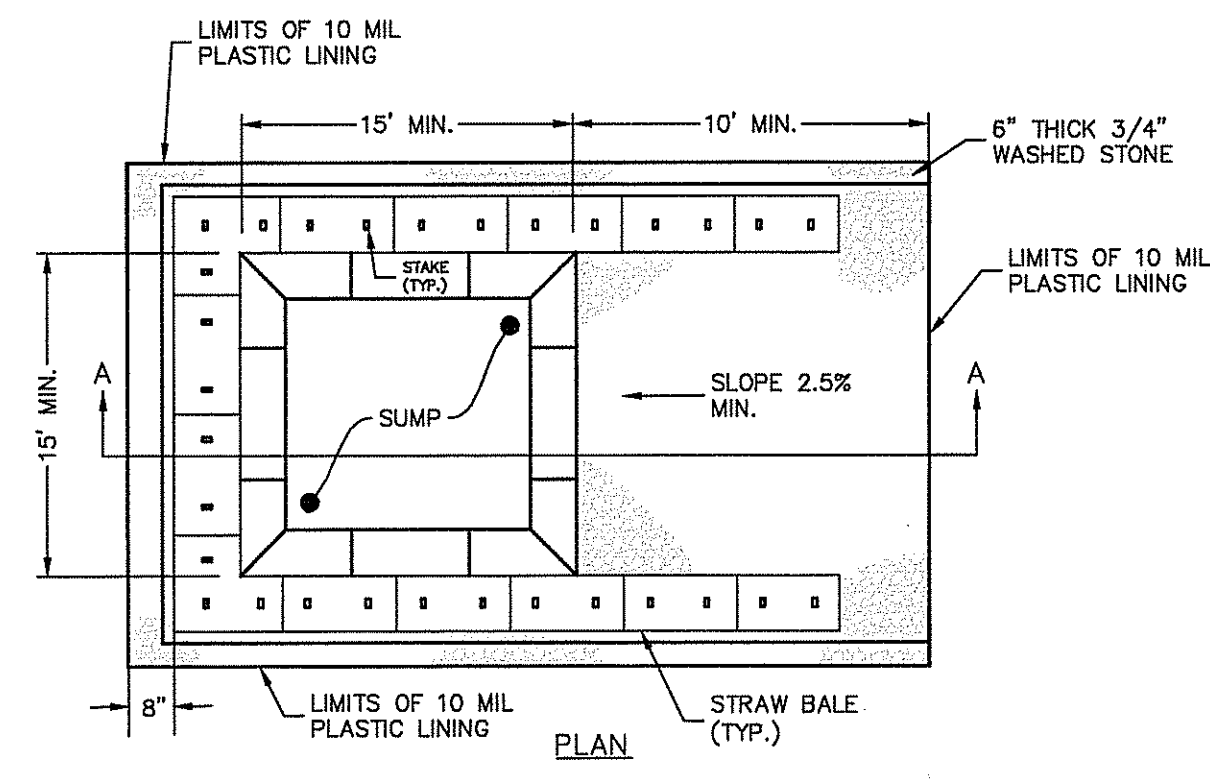 LIMITS OF 10 MIL
PLASTIC LINING
15' MIN.
10' MIN.
6" THICK 3/4"
WASHED STONE
STAKE
(TYP.)
LIMITS OF 10 MIL
PLASTIC LINING
15' MIN.
A
SLOPE 2.5%
MIN.
A
SUMP
8"
LIMITS OF 10 MIL
PLASTIC LINING
STRAW BALE
(TYP.)
PLAN